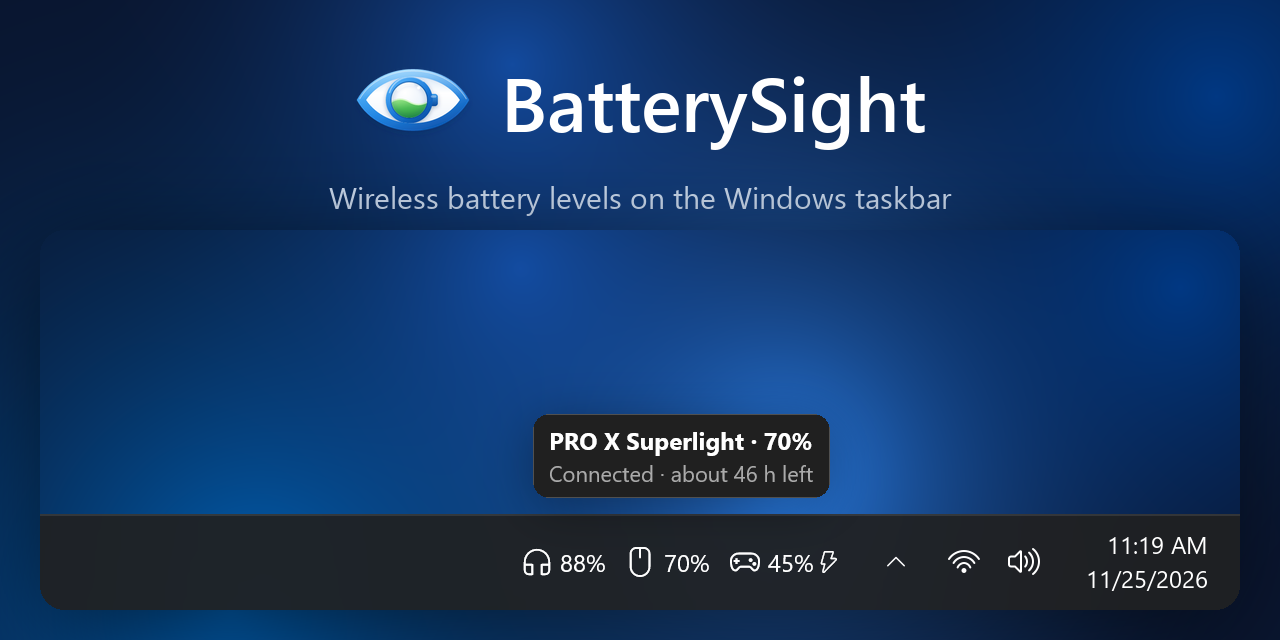 BatterySight
Wireless battery levels on the Windows taskbar
PRO X Superlight · 70%
Connected · about 46 h left
88% 70% 45%
11:19 AM
11/25/2026